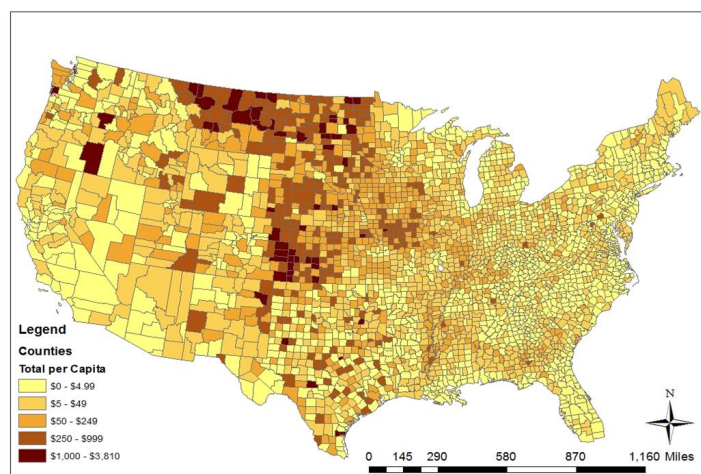 Legend
Counties
Total per Capita
$0 - $4.99
$5 - $49
$50 - $249
$250 - $999
$1,000 - $3,810
N
0 145 290 580 870 1,160 Miles